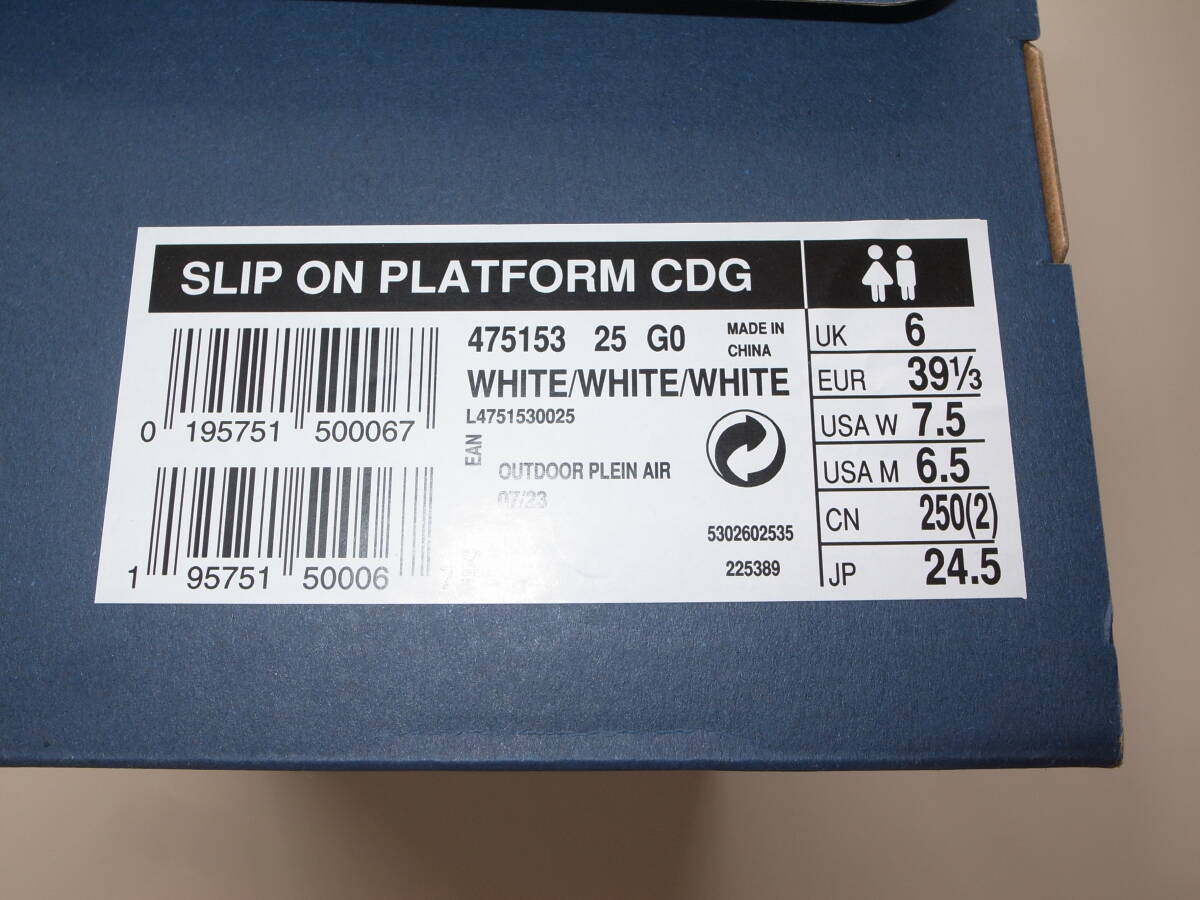 SLIP ON PLATFORM CDG
475153 25 G0
MADE IN
CHINA
WHITE/WHITE/WHITE
L4751530025
EAN
0 195751 500067
OUTDOOR PLEIN AIR
07/23
1 95751 50006 7
5302602535
225389
UK 6
EUR 39⅓
USA W 7.5
USA M 6.5
CN 250(2)
JP 24.5